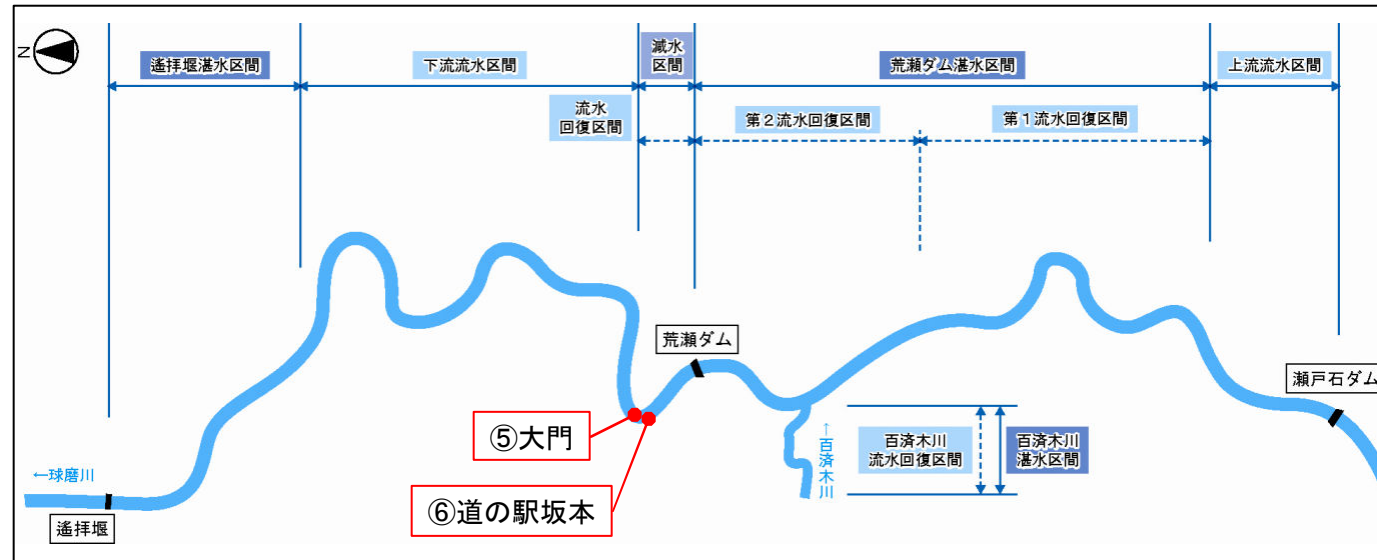 N
遙拝堰湛水区間
下流流水区間
減水
区間
荒瀬ダム湛水区間
上流流水区間
流水
回復区間
第2流水回復区間
第1流水回復区間
荒瀬ダム
瀬戸石ダム
⑤大門
⑥道の駅坂本
←百済木川
百済木川
流水回復区間
百済木川
湛水区間
←球磨川
遙拝堰